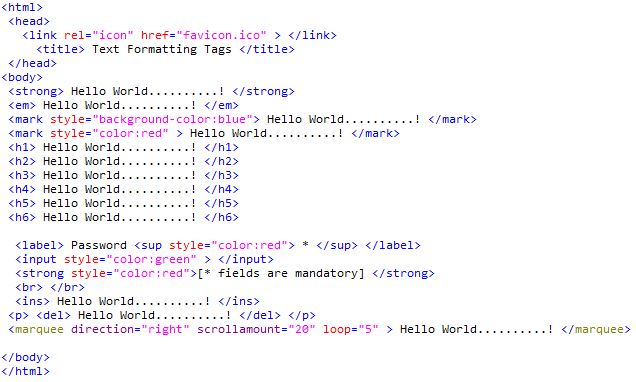 <html>
<head>
<link rel="icon" href="favicon.ico" > </link>
<title> Text Formatting Tags </title>
</head>
<body>
<strong> Hello World..........! </strong>
<em> Hello World..........! </em>
<mark style="background-color:blue"> Hello World..........! </mark>
<mark style="color:red" > Hello World..........! </mark>
<h1> Hello World..........! </h1>
<h2> Hello World..........! </h2>
<h3> Hello World..........! </h3>
<h4> Hello World..........! </h4>
<h5> Hello World..........! </h5>
<h6> Hello World..........! </h6>
<label> Password <sup style="color:red"> * </sup> </label>
<input style="color:green" > </input>
<strong style="color:red">[* fields are mandatory] </strong>
<br> </br>
<ins> Hello World..........! </ins>
<p> <del> Hello World..........! </del> </p>
<marquee direction="right" scrollamount="20" loop="5" > Hello World..........! </marquee>
</body>
</html>